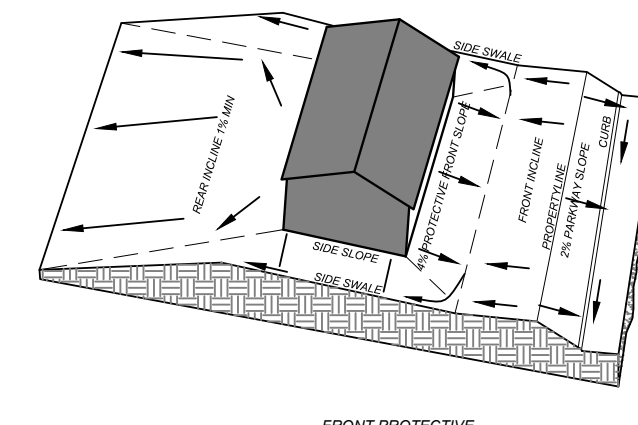 SIDE SWALE
REAR INCLINE 1% MIN
4% PROTECTIVE FRONT SLOPE
FRONT INCLINE
PROPERTYLINE
2% PARKWAY SLOPE
CURB
SIDE SLOPE
SIDE SWALE
FRONT PROTECTIVE